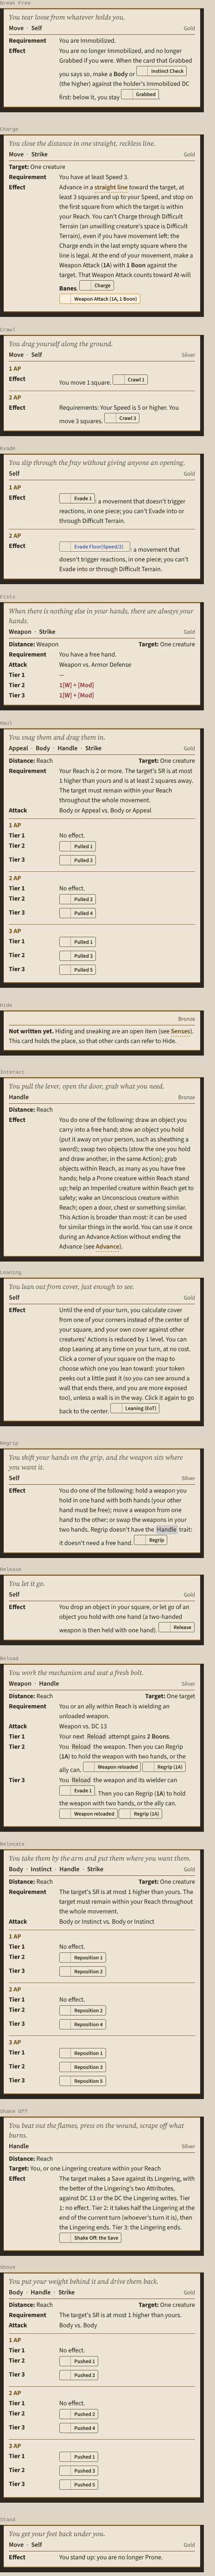 Break Free
You tear loose from whatever holds you.
Move · Self Gold
Requirement You are Immobilized.
Effect You are no longer Immobilized, and no longer
Grabbed if you were. When the card that Grabbed
you says so, make a Body or Instinct Check
(the higher) against the holder's Immobilized DC
first: below it, you stay Grabbed.
Charge
You close the distance in one straight, reckless line.
Move · Strike Gold
Target: One creature
Requirement You have at least Speed 3.
Effect Advance in a straight line toward the target, at
least 3 squares and up to your Speed, and stop on
the first square from which the target is within
your Reach. You can't Charge through Difficult
Terrain (an unwilling creature's space is Difficult
Terrain), even if you have movement left: the
Charge ends in the last empty square where the
line is legal. At the end of your movement, make a
Weapon Attack (1A) with 1 Boon against the
target. That Weapon Attack counts toward At-will
Banes. Charge
Weapon Attack (1A, 1 Boon)
Crawl
You drag yourself along the ground.
Move · Self Silver
1 AP
Effect You move 1 square. Crawl 1
2 AP
Effect Requirements: Your Speed is 5 or higher. You
move 3 squares. Crawl 3
Evade
You slip through the fray without giving anyone an opening.
Self Gold
1 AP
Effect Evade 1: a movement that doesn't trigger
reactions, in one piece; you can't Evade into or
through Difficult Terrain.
2 AP
Effect Evade Floor(Speed/2): a movement that
doesn't trigger reactions, in one piece; you can't
Evade into or through Difficult Terrain.
Fists
When there is nothing else in your hands, there are always your
hands.
Weapon · Strike Gold
Distance: Weapon Target: One creature
Requirement You have a free hand.
Attack Weapon vs. Armor Defense
Tier 1 —
Tier 2 1[W] + [Mod]
Tier 3 1[W] + [Mod]
Haul
You snag them and drag them in.
Appeal · Body · Handle · Strike Gold
Distance: Reach Target: One creature
Requirement Your Reach is 2 or more. The target's SR is at most
1 higher than yours and is at least 2 squares away.
The target must remain within your Reach
throughout the whole movement.
Attack Body or Appeal vs. Body or Appeal
1 AP
Tier 1 No effect.
Tier 2 Pulled 1
Tier 3 Pulled 2
2 AP
Tier 1 No effect.
Tier 2 Pulled 2
Tier 3 Pulled 4
3 AP
Tier 1 Pulled 1
Tier 2 Pulled 3
Tier 3 Pulled 5
Hide
Bronze
Not written yet. Hiding and sneaking are an open item (see Senses).
This card holds the place, so that other cards can refer to Hide.
Interact
You pull the lever, open the door, grab what you need.
Handle Bronze
Distance: Reach
Effect You do one of the following: draw an object you
carry into a free hand; stow an object you hold
(put it away on your person, such as sheathing a
sword); swap two objects (stow the one you hold
and draw another, in the same Action); grab
objects within Reach, as many as you have free
hands; help a Prone creature within Reach stand
up; help an Imperiled creature within Reach get to
safety; wake an Unconscious creature within
Reach; open a door, chest or something similar.
This Action is broader than most: it can be used
for similar things in the world. You can use it once
during an Advance Action without ending the
Advance (see Advance).
Leaning
You lean out from cover, just enough to see.
Self Gold
Effect Until the end of your turn, you calculate cover
from one of your corners instead of the center of
your square, and your own cover against other
creatures' Actions is reduced by 1 level. You can
stop Leaning at any time on your turn, at no cost.
Click a corner of your square on the map to
choose which one you lean toward: your token
peeks out a little past it (so you can see around a
wall that ends there, and you are more exposed
too), unless a wall is in the way. Click it again to go
back to the center. Leaning (EoT)
Regrip
You shift your hands on the grip, and the weapon sits where
you want it.
Self Silver
Effect You do one of the following: hold a weapon you
hold in one hand with both hands (your other
hand must be free); move a weapon from one
hand to the other; or swap the weapons in your
two hands. Regrip doesn't have the Handle trait:
it doesn't need a free hand. Regrip
Release
You let it go.
Self Gold
Effect You drop an object in your square, or let go of an
object you hold with one hand (a two-handed
weapon is then held with one hand). Release
Reload
You work the mechanism and seat a fresh bolt.
Weapon · Handle Gold
Distance: Reach Target: One target
Requirement You or an ally within Reach is wielding an
unloaded weapon.
Attack Weapon vs. DC 13
Tier 1 Your next Reload attempt gains 2 Boons.
Tier 2 You Reload the weapon. Then you can Regrip
(1A) to hold the weapon with two hands, or the
ally can. Weapon reloaded Regrip (1A)
Tier 3 You Reload the weapon and its wielder can
Evade 1. Then you can Regrip (1A) to hold
the weapon with two hands, or the ally can.
Weapon reloaded Regrip (1A)
Relocate
You take them by the arm and put them where you want them.
Body · Instinct · Handle · Strike Gold
Distance: Reach Target: One creature
Requirement The target's SR is at most 1 higher than yours. The
target must remain within your Reach throughout
the whole movement.
Attack Body or Instinct vs. Body or Instinct
1 AP
Tier 1 No effect.
Tier 2 Reposition 1
Tier 3 Reposition 2
2 AP
Tier 1 No effect.
Tier 2 Reposition 2
Tier 3 Reposition 4
3 AP
Tier 1 Reposition 1
Tier 2 Reposition 3
Tier 3 Reposition 5
Shake Off
You beat out the flames, press on the wound, scrape off what
burns.
Handle Silver
Distance: Reach
Target: You, or one Lingering creature within your Reach
Effect The target makes a Save against its Lingering, with
the better of the Lingering's two Attributes,
against DC 13 or the DC the Lingering writes. Tier
1: no effect. Tier 2: it takes half the Lingering at the
end of the current turn (whoever's turn it is), then
the Lingering ends. Tier 3: the Lingering ends.
Shake Off: the Save
Shove
You put your weight behind it and drive them back.
Body · Handle · Strike Gold
Distance: Reach Target: One creature
Requirement The target's SR is at most 1 higher than yours.
Attack Body vs. Body
1 AP
Tier 1 No effect.
Tier 2 Pushed 1
Tier 3 Pushed 2
2 AP
Tier 1 No effect.
Tier 2 Pushed 2
Tier 3 Pushed 4
3 AP
Tier 1 Pushed 1
Tier 2 Pushed 3
Tier 3 Pushed 5
Stand
You get your feet back under you.
Move · Self Silver
Effect You stand up: you are no longer Prone.